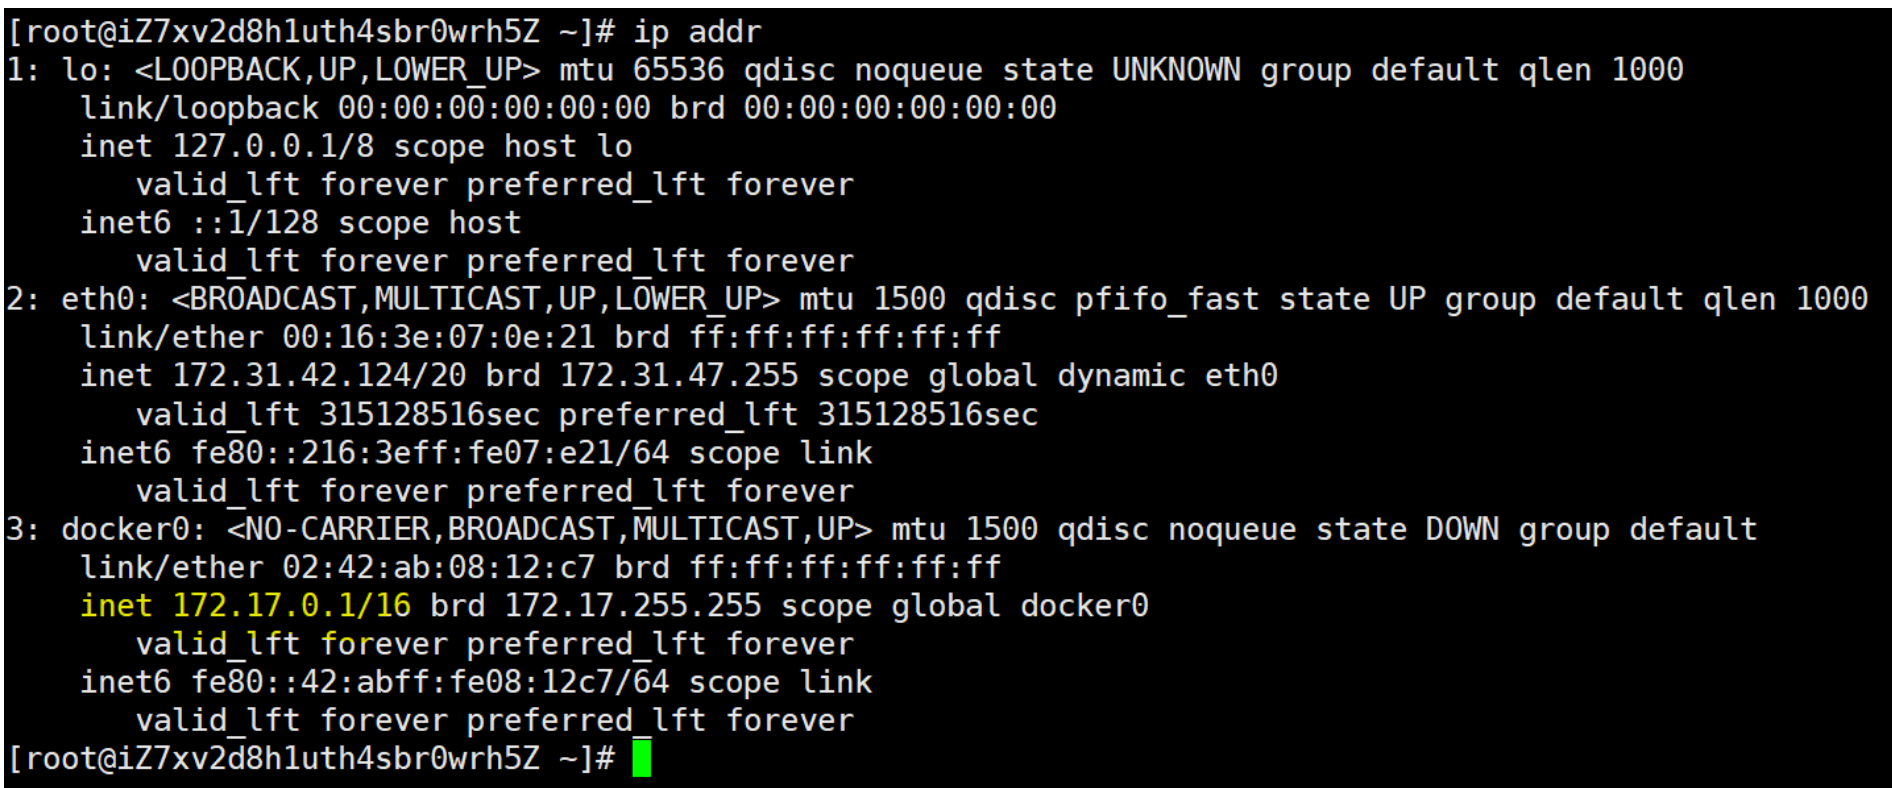 [root@iZ7xv2d8h1uth4sbr0wrh5Z ~]# ip addr
1: lo: <LOOPBACK,UP,LOWER_UP> mtu 65536 qdisc noqueue state UNKNOWN group default qlen 1000
    link/loopback 00:00:00:00:00:00 brd 00:00:00:00:00:00
    inet 127.0.0.1/8 scope host lo
       valid_lft forever preferred_lft forever
    inet6 ::1/128 scope host
       valid_lft forever preferred_lft forever
2: eth0: <BROADCAST,MULTICAST,UP,LOWER_UP> mtu 1500 qdisc pfifo_fast state UP group default qlen 1000
    link/ether 00:16:3e:07:0e:21 brd ff:ff:ff:ff:ff:ff
    inet 172.31.42.124/20 brd 172.31.47.255 scope global dynamic eth0
       valid_lft 315128516sec preferred_lft 315128516sec
    inet6 fe80::216:3eff:fe07:e21/64 scope link
       valid_lft forever preferred_lft forever
3: docker0: <NO-CARRIER,BROADCAST,MULTICAST,UP> mtu 1500 qdisc noqueue state DOWN group default
    link/ether 02:42:ab:08:12:c7 brd ff:ff:ff:ff:ff:ff
    inet 172.17.0.1/16 brd 172.17.255.255 scope global docker0
       valid_lft forever preferred_lft forever
    inet6 fe80::42:abff:fe08:12c7/64 scope link
       valid_lft forever preferred_lft forever
[root@iZ7xv2d8h1uth4sbr0wrh5Z ~]#